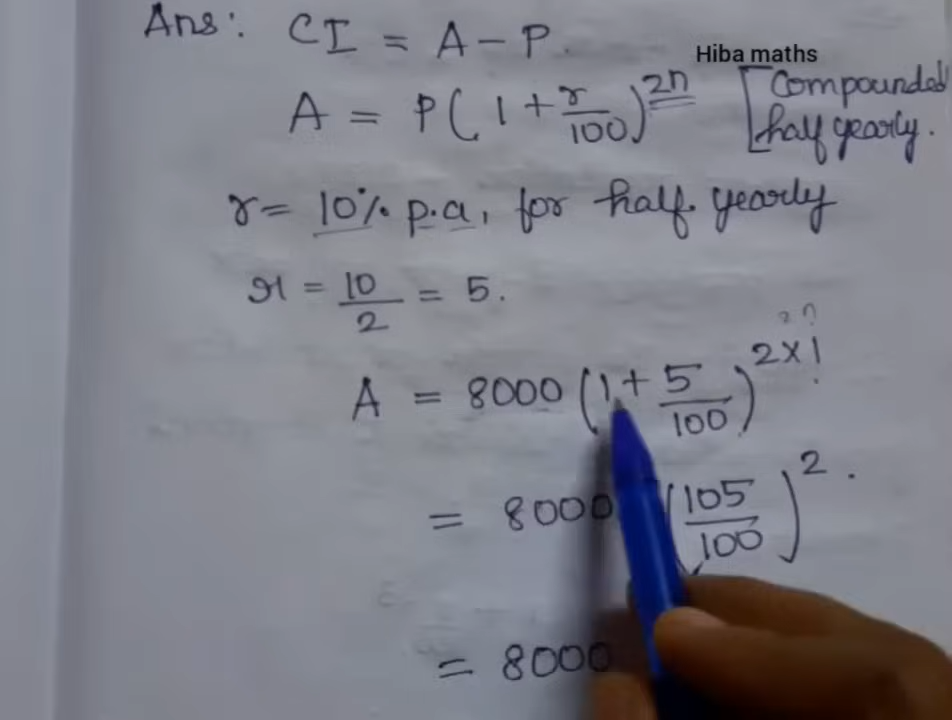 Ans: CI = A - P.
Hiba maths
A = P(1 + r/100)^2n [Compounded half yearly.
r = 10% p.a, for half yearly
r = 10/2 = 5.
A = 8000 (1 + 5/100)^2×1
= 8000 (105/100)^2.
= 8000